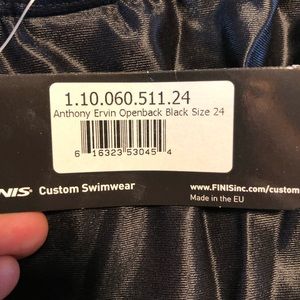 1.10.060.511.24
Anthony Ervin Openback Black Size 24
6 16323 53045 4
FINIS® Custom Swimwear
www.FINISinc.com/custom
Made in the EU